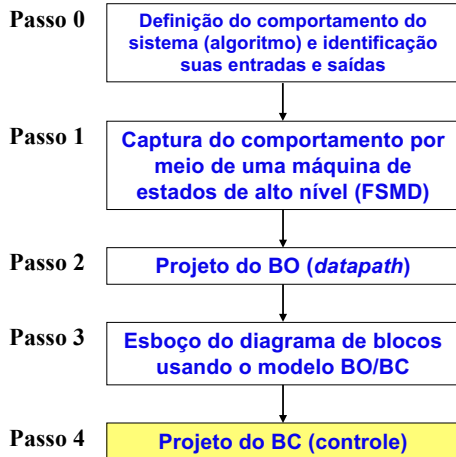 Passo 0
Definição do comportamento do
sistema (algoritmo) e identificação
suas entradas e saídas
Passo 1
Captura do comportamento por
meio de uma máquina de
estados de alto nível (FSMD)
Passo 2
Projeto do BO (datapath)
Passo 3
Esboço do diagrama de blocos
usando o modelo BO/BC
Passo 4
Projeto do BC (controle)